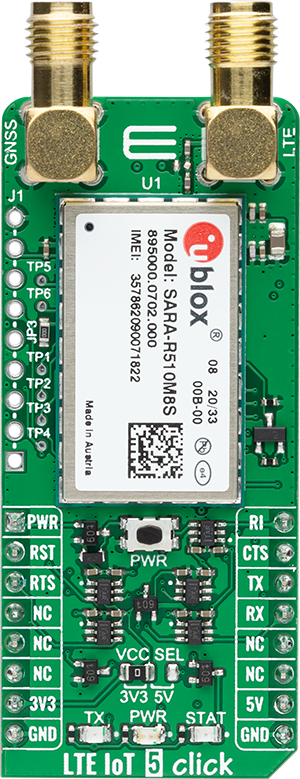 GNSS
LTE
J1
U1
ublox®
Model: SARA-R510M8S
895000.0702.000
IMEI: 357862090071822
08 20/33
00B-00
e4
Made in Austria
TP5
TP6
JP3
TP1
TP2
TP3
TP4
PWR
RST
RTS
NC
NC
NC
3V3
GND
RI
CTS
TX
RX
NC
NC
5V
GND
PWR
VCC SEL
3V3 5V
TX PWR STAT
LTE IoT 5 click